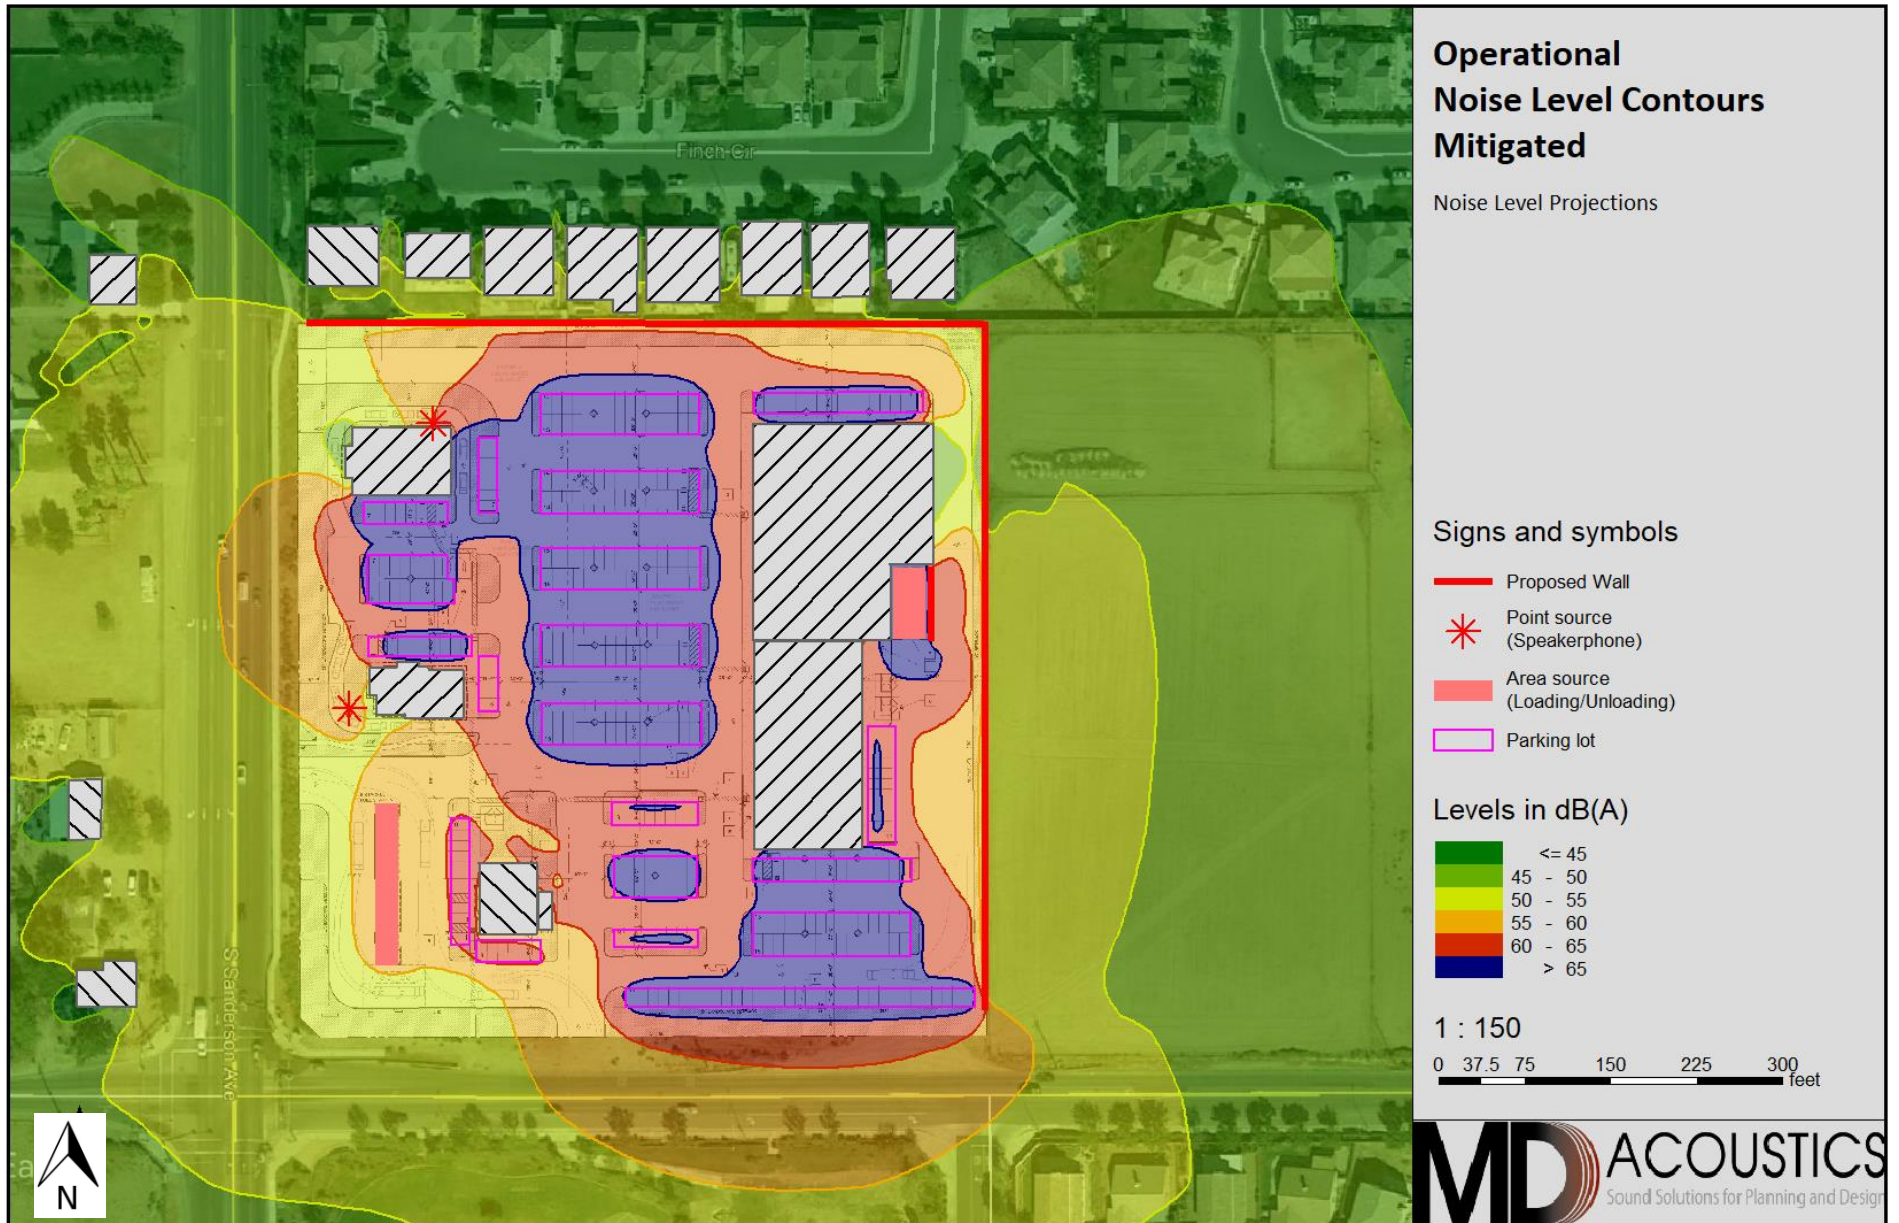 Operational
Noise Level Contours
Mitigated
Noise Level Projections
Finch Cir
S Sanderson Ave
N
Signs and symbols
Proposed Wall
Point source
(Speakerphone)
Area source
(Loading/Unloading)
Parking lot
Levels in dB(A)
<= 45
45 - 50
50 - 55
55 - 60
60 - 65
> 65
1 : 150
0 37.5 75 150 225 300
feet
MD ACOUSTICS
Sound Solutions for Planning and Design